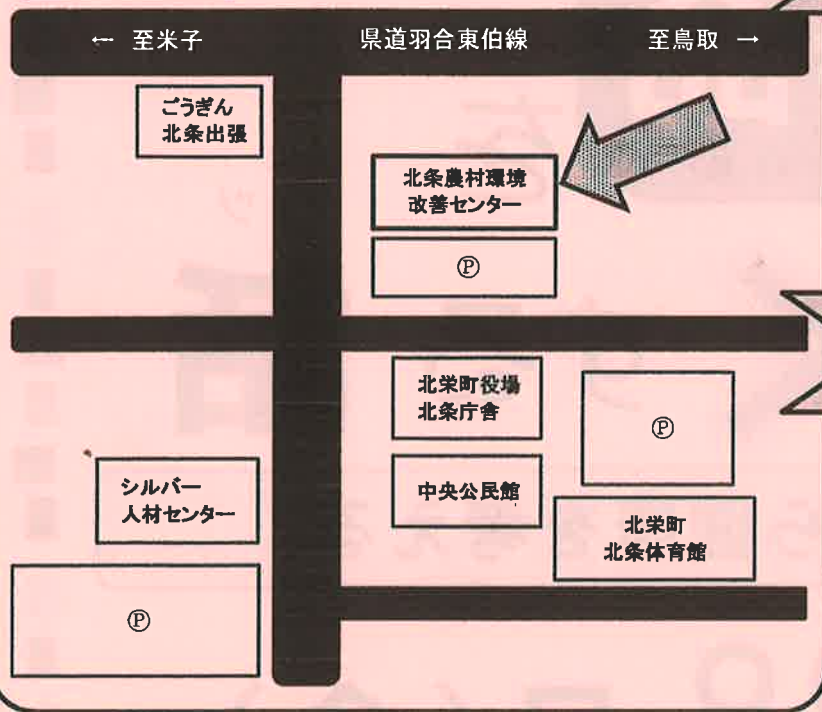 ← 至米子
県道羽合東伯線
至鳥取 →
ごうぎん
北条出張
北条農村環境
改善センター
Ⓟ
北栄町役場
北条庁舎
Ⓟ
シルバー
人材センター
中央公民館
北栄町
北条体育館
Ⓟ